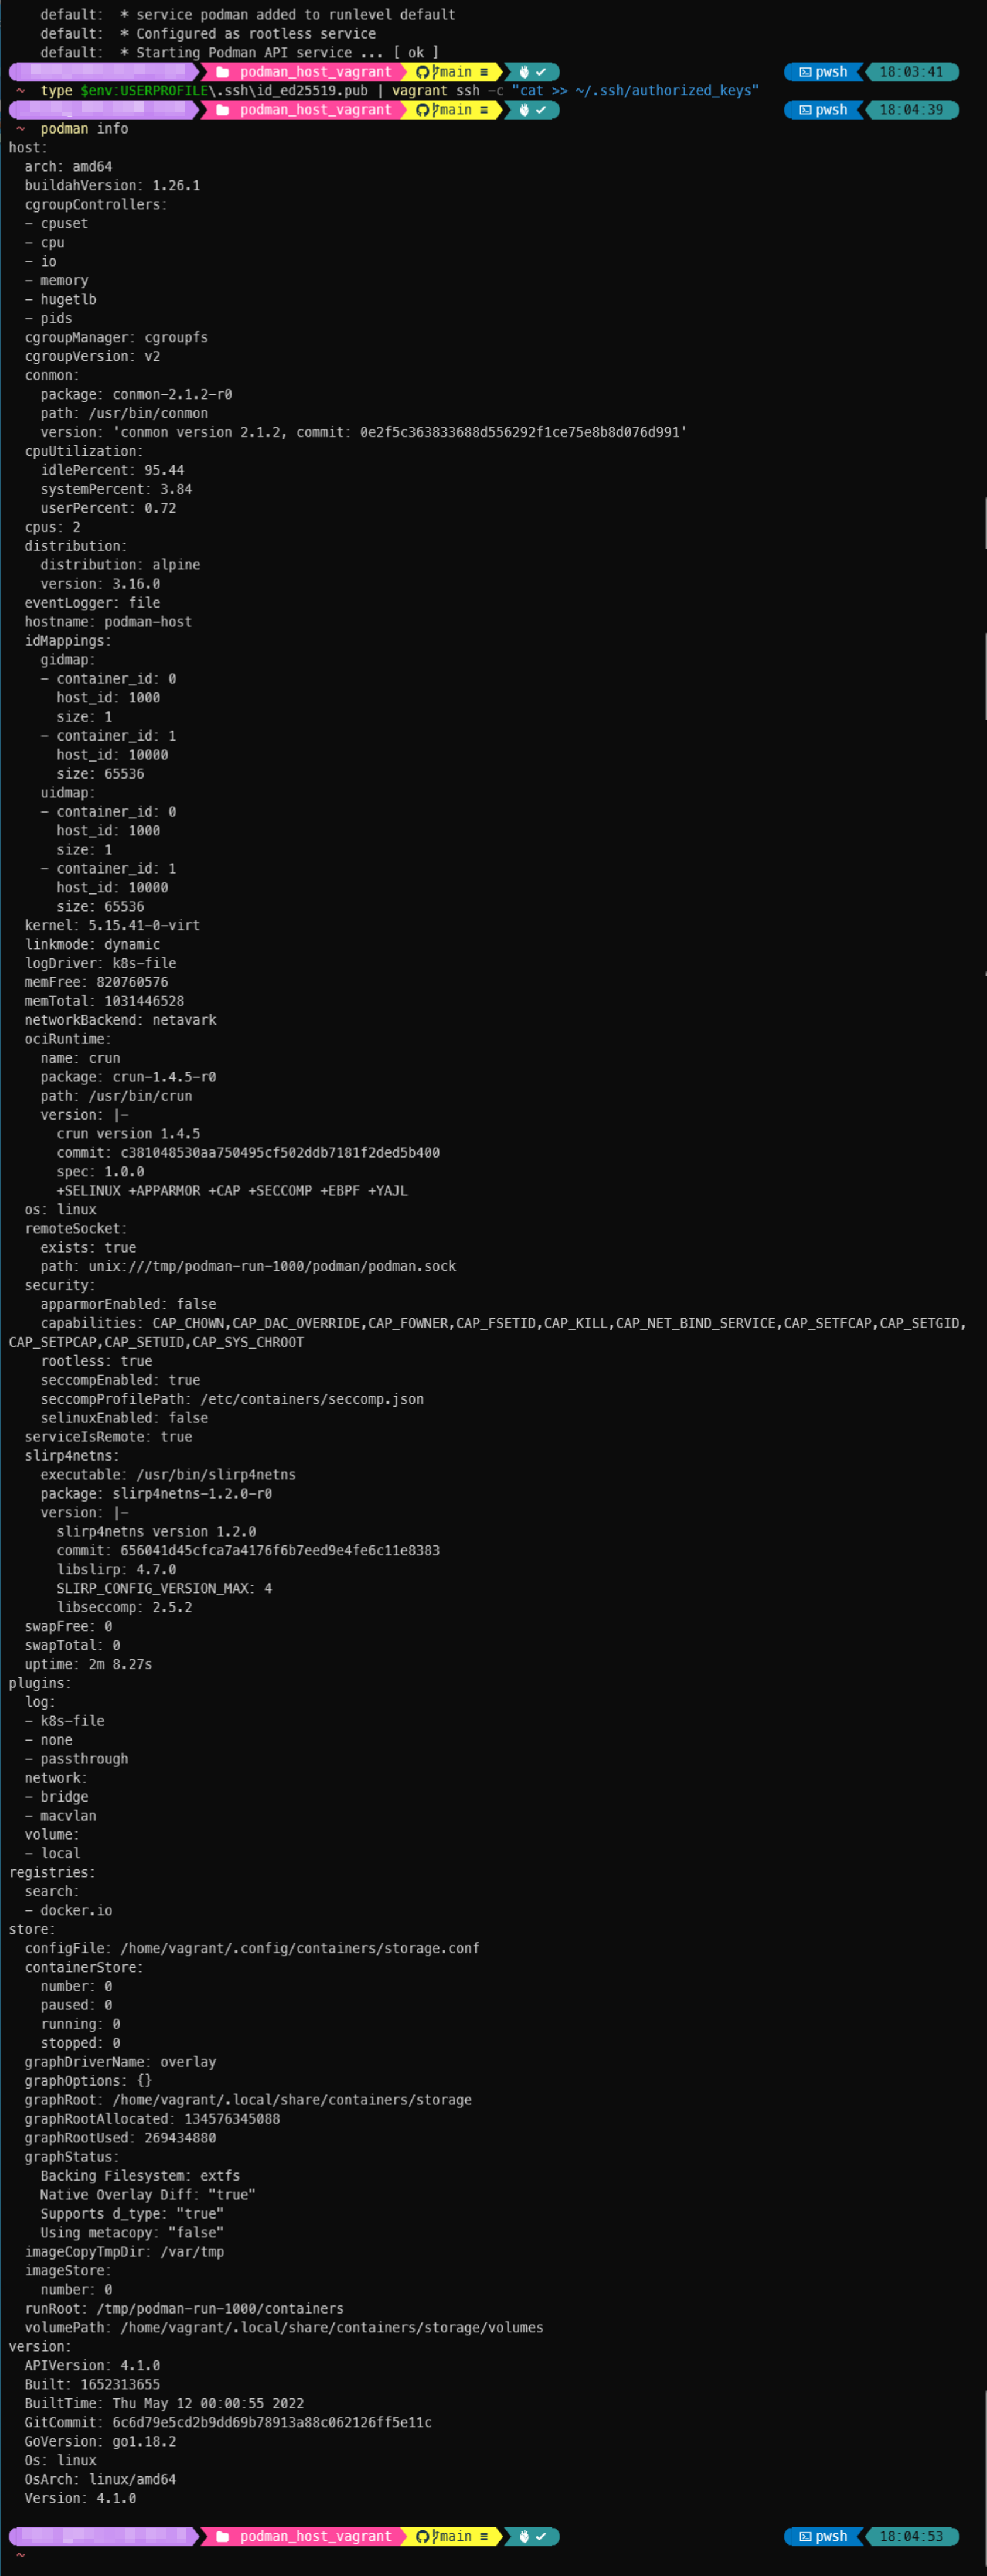 default:  * service podman added to runlevel default
default:  * Configured as rootless service
default:  * Starting Podman API service ... [ ok ]
podman_host_vagrant main ≡ ✓ pwsh 18:03:41
~ type $env:USERPROFILE\.ssh\id_ed25519.pub | vagrant ssh -c "cat >> ~/.ssh/authorized_keys"
podman_host_vagrant main ≡ ✓ pwsh 18:04:39
~ podman info
host:
  arch: amd64
  buildahVersion: 1.26.1
  cgroupControllers:
  - cpuset
  - cpu
  - io
  - memory
  - hugetlb
  - pids
  cgroupManager: cgroupfs
  cgroupVersion: v2
  conmon:
    package: conmon-2.1.2-r0
    path: /usr/bin/conmon
    version: 'conmon version 2.1.2, commit: 0e2f5c363833688d556292f1ce75e8b8d076d991'
  cpuUtilization:
    idlePercent: 95.44
    systemPercent: 3.84
    userPercent: 0.72
  cpus: 2
  distribution:
    distribution: alpine
    version: 3.16.0
  eventLogger: file
  hostname: podman-host
  idMappings:
    gidmap:
    - container_id: 0
      host_id: 1000
      size: 1
    - container_id: 1
      host_id: 10000
      size: 65536
    uidmap:
    - container_id: 0
      host_id: 1000
      size: 1
    - container_id: 1
      host_id: 10000
      size: 65536
  kernel: 5.15.41-0-virt
  linkmode: dynamic
  logDriver: k8s-file
  memFree: 820760576
  memTotal: 1031446528
  networkBackend: netavark
  ociRuntime:
    name: crun
    package: crun-1.4.5-r0
    path: /usr/bin/crun
    version: |-
      crun version 1.4.5
      commit: c381048530aa750495cf502ddb7181f2ded5b400
      spec: 1.0.0
      +SELINUX +APPARMOR +CAP +SECCOMP +EBPF +YAJL
  os: linux
  remoteSocket:
    exists: true
    path: unix:///tmp/podman-run-1000/podman/podman.sock
  security:
    apparmorEnabled: false
    capabilities: CAP_CHOWN,CAP_DAC_OVERRIDE,CAP_FOWNER,CAP_FSETID,CAP_KILL,CAP_NET_BIND_SERVICE,CAP_SETFCAP,CAP_SETGID,
CAP_SETPCAP,CAP_SETUID,CAP_SYS_CHROOT
    rootless: true
    seccompEnabled: true
    seccompProfilePath: /etc/containers/seccomp.json
    selinuxEnabled: false
  serviceIsRemote: true
  slirp4netns:
    executable: /usr/bin/slirp4netns
    package: slirp4netns-1.2.0-r0
    version: |-
      slirp4netns version 1.2.0
      commit: 656041d45cfca7a4176f6b7eed9e4fe6c11e8383
      libslirp: 4.7.0
      SLIRP_CONFIG_VERSION_MAX: 4
      libseccomp: 2.5.2
  swapFree: 0
  swapTotal: 0
  uptime: 2m 8.27s
plugins:
  log:
  - k8s-file
  - none
  - passthrough
  network:
  - bridge
  - macvlan
  volume:
  - local
registries:
  search:
  - docker.io
store:
  configFile: /home/vagrant/.config/containers/storage.conf
  containerStore:
    number: 0
    paused: 0
    running: 0
    stopped: 0
  graphDriverName: overlay
  graphOptions: {}
  graphRoot: /home/vagrant/.local/share/containers/storage
  graphRootAllocated: 134576345088
  graphRootUsed: 269434880
  graphStatus:
    Backing Filesystem: extfs
    Native Overlay Diff: "true"
    Supports d_type: "true"
    Using metacopy: "false"
  imageCopyTmpDir: /var/tmp
  imageStore:
    number: 0
  runRoot: /tmp/podman-run-1000/containers
  volumePath: /home/vagrant/.local/share/containers/storage/volumes
version:
  APIVersion: 4.1.0
  Built: 1652313655
  BuiltTime: Thu May 12 00:00:55 2022
  GitCommit: 6c6d79e5cd2b9dd69b78913a88c062126ff5e11c
  GoVersion: go1.18.2
  Os: linux
  OsArch: linux/amd64
  Version: 4.1.0
podman_host_vagrant main ≡ ✓ pwsh 18:04:53
~